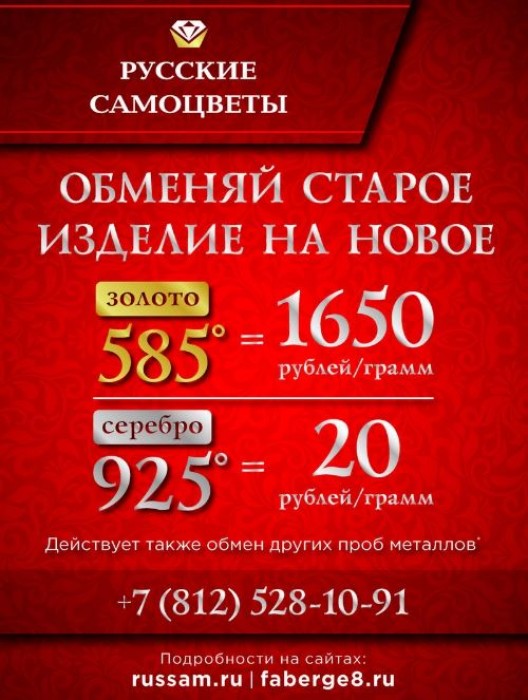 РУССКИЕ
САМОЦВЕТЫ
ОБМЕНЯЙ СТАРОЕ
ИЗДЕЛИЕ НА НОВОЕ
золото
585° = 1650
рублей/грамм
серебро
925° = 20
рублей/грамм
Действует также обмен других проб металлов*
+7 (812) 528-10-91
Подробности на сайтах:
russam.ru | faberge8.ru